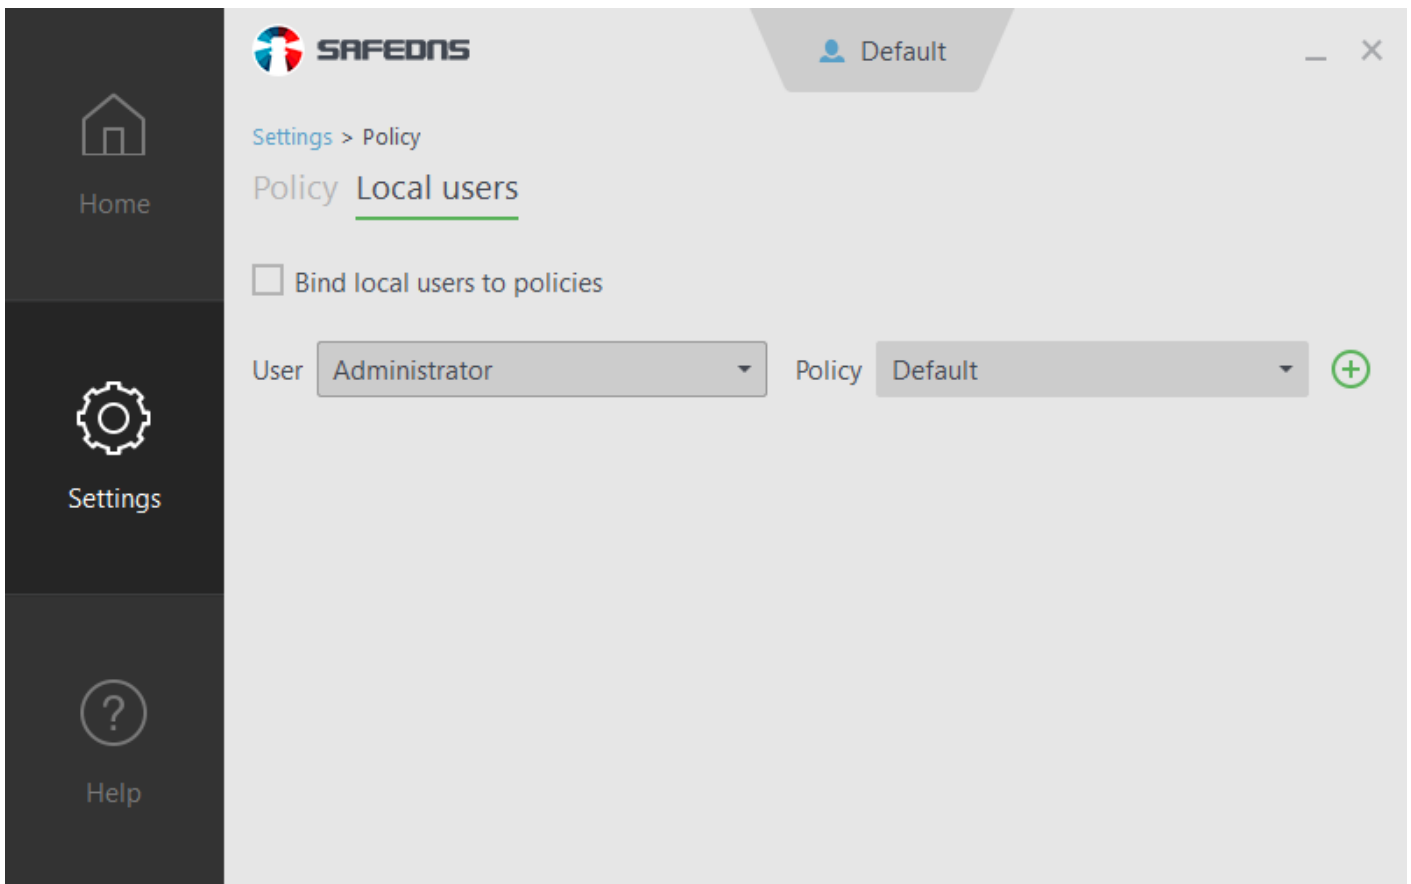 SAFEDNS
Default
Home
Settings > Policy
Policy Local users
Bind local users to policies
User Administrator Policy Default
Settings
Help